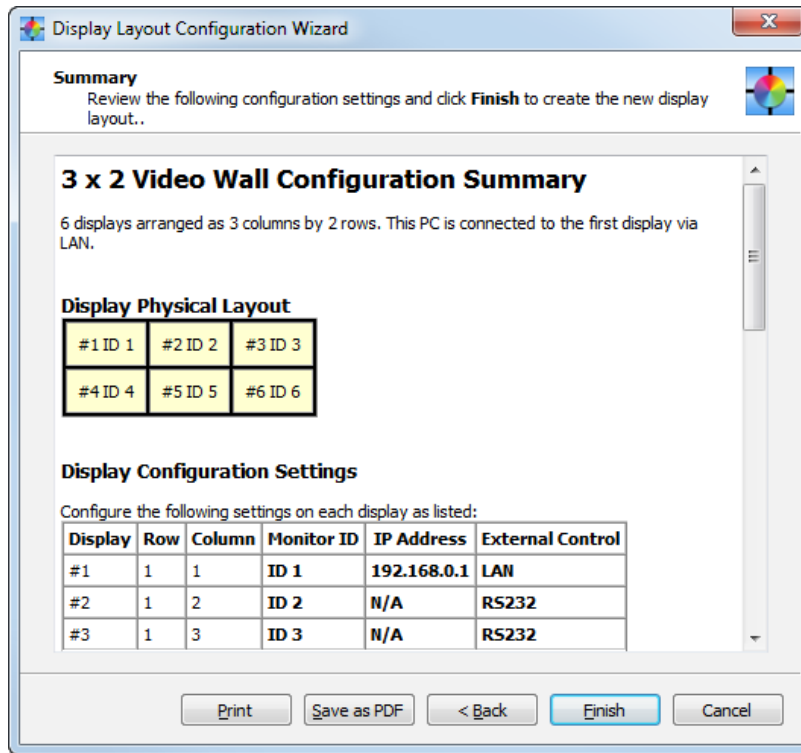 Display Layout Configuration Wizard
Summary
Review the following configuration settings and click Finish to create the new display
layout..
3 x 2 Video Wall Configuration Summary
6 displays arranged as 3 columns by 2 rows. This PC is connected to the first display via
LAN.
Display Physical Layout
#1 ID 1 #2 ID 2 #3 ID 3
#4 ID 4 #5 ID 5 #6 ID 6
Display Configuration Settings
Configure the following settings on each display as listed:
Display Row Column Monitor ID IP Address External Control
#1 1 1 ID 1 192.168.0.1 LAN
#2 1 2 ID 2 N/A RS232
#3 1 3 ID 3 N/A RS232
Print Save as PDF < Back Finish Cancel